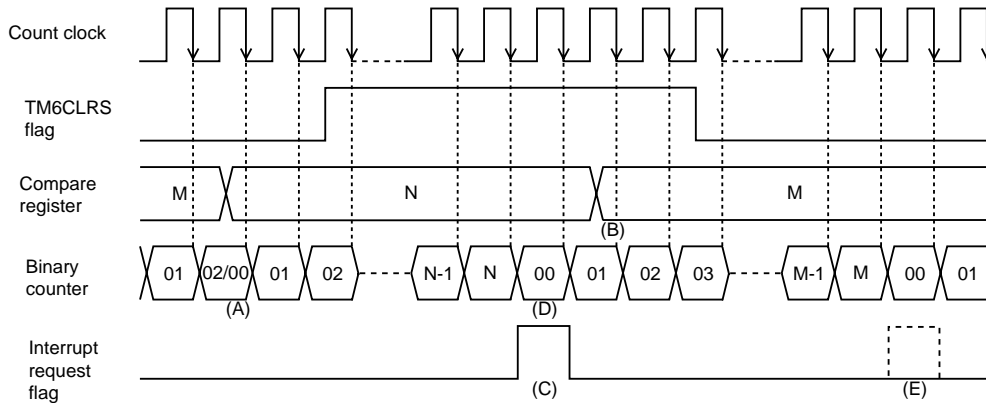 Count clock
TM6CLRS
flag
Compare
register
M
N
M
(B)
Binary
counter
01 02/00 01 02 N-1 N 00 01 02 03 M-1 M 00 01
(A)
(D)
Interrupt
request
flag
(C)
(E)